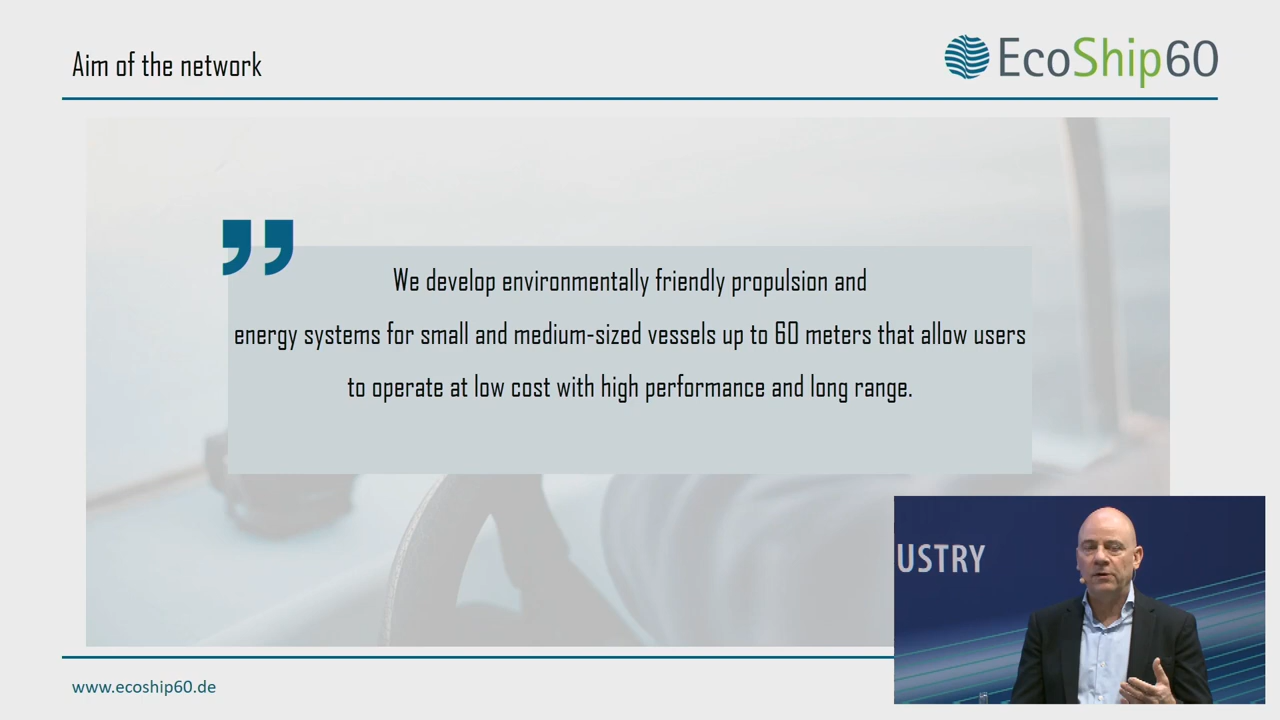 Aim of the network
EcoShip60
We develop environmentally friendly propulsion and
energy systems for small and medium-sized vessels up to 60 meters that allow users
to operate at low cost with high performance and long range.
USTRY
www.ecoship60.de